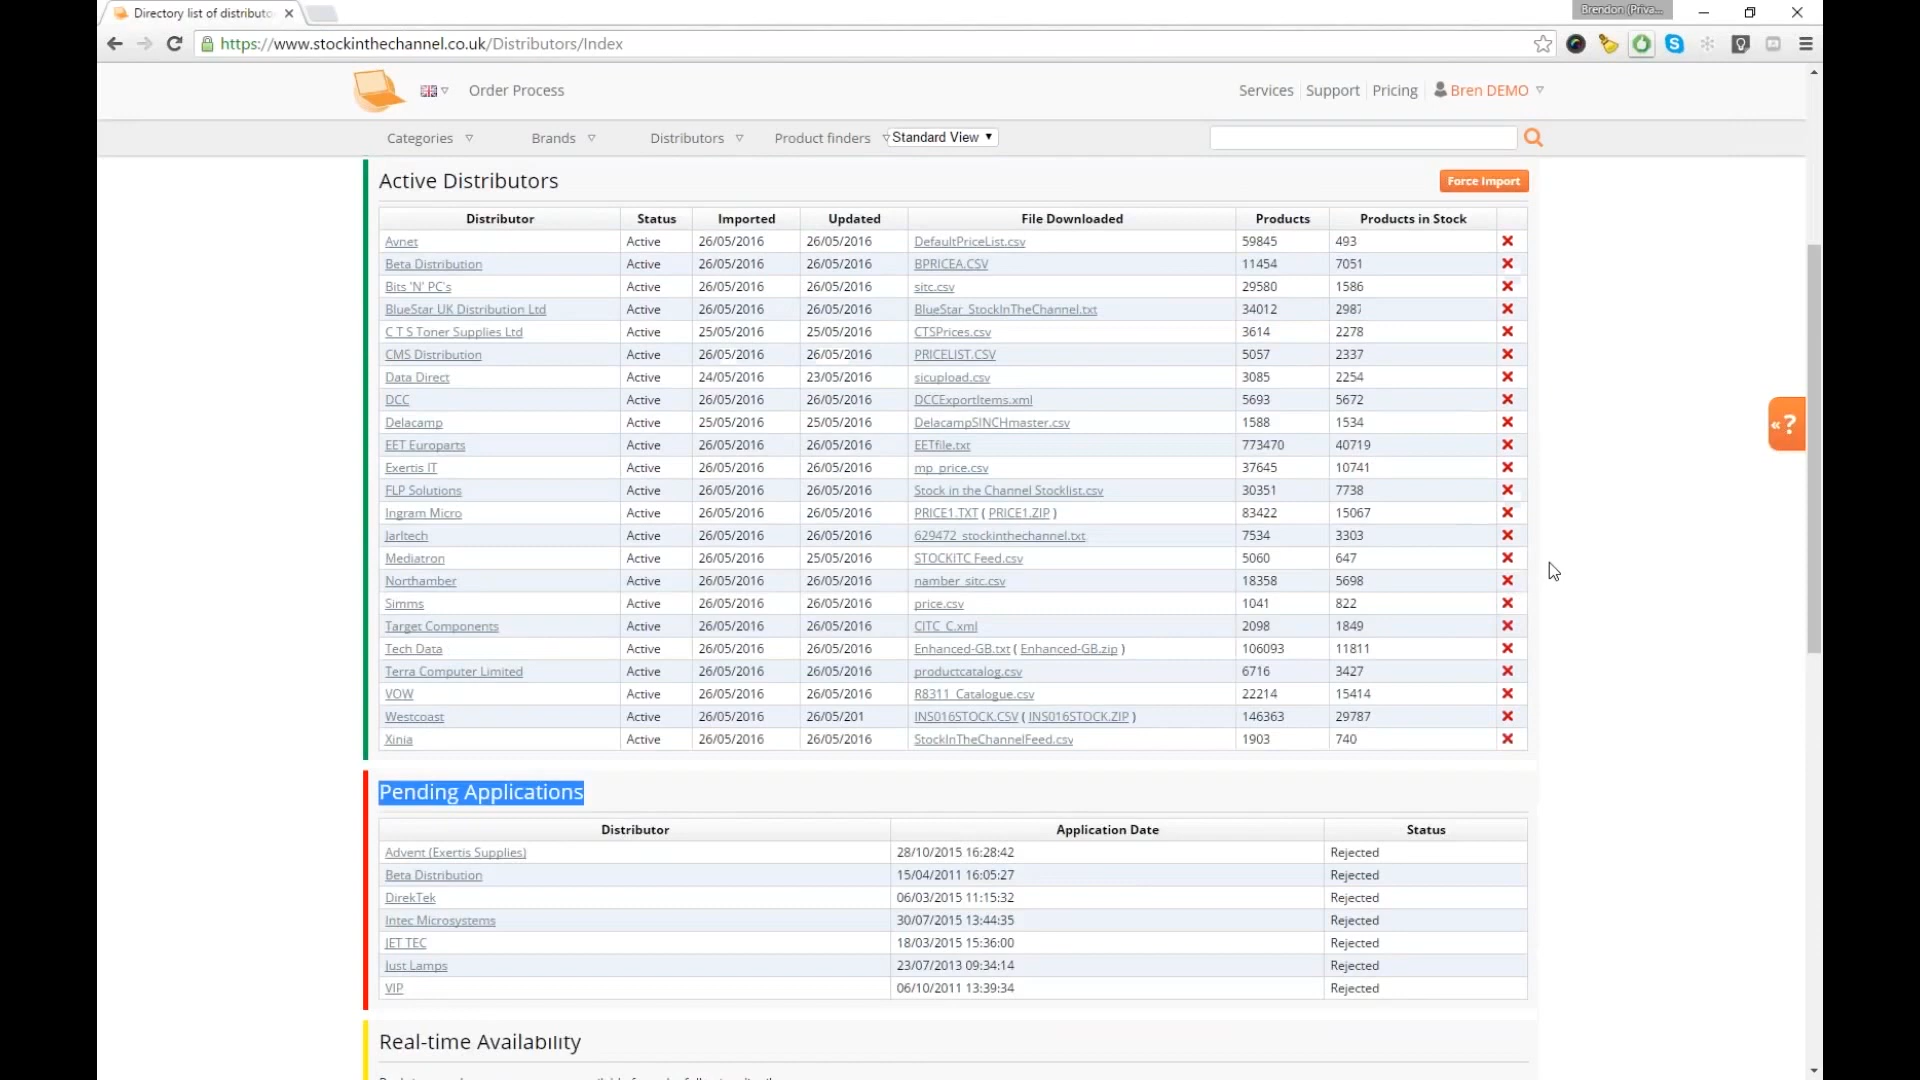 Directory list of distributo
Brendon (Priva...
https://www.stockinthechannel.co.uk/Distributors/Index
Order Process
Services Support Pricing Bren DEMO
Categories Brands Distributors Product finders Standard View
Active Distributors Force Import
Distributor Status Imported Updated File Downloaded Products Products in Stock
Avnet Active 26/05/2016 26/05/2016 DefaultPriceList.csv 59845 493
Beta Distribution Active 26/05/2016 26/05/2016 BPRICEA.CSV 11454 7051
Bits 'N' PC's Active 26/05/2016 26/05/2016 sitc.csv 29580 1586
BlueStar UK Distribution Ltd Active 26/05/2016 26/05/2016 BlueStar_StockInTheChannel.txt 34012 2987
C T S Toner Supplies Ltd Active 25/05/2016 25/05/2016 CTSPrices.csv 3614 2278
CMS Distribution Active 26/05/2016 26/05/2016 PRICELIST.CSV 5057 2337
Data Direct Active 24/05/2016 23/05/2016 sicupload.csv 3085 2254
DCC Active 26/05/2016 26/05/2016 DCCExportItems.xml 5693 5672
Delacamp Active 25/05/2016 25/05/2016 DelacampSINCHmaster.csv 1588 1534
EET Europarts Active 26/05/2016 26/05/2016 EETfile.txt 773470 40719
Exertis IT Active 26/05/2016 26/05/2016 mp_price.csv 37645 10741
FLP Solutions Active 26/05/2016 26/05/2016 Stock in the Channel Stocklist.csv 30351 7738
Ingram Micro Active 26/05/2016 26/05/2016 PRICE1.TXT ( PRICE1.ZIP ) 83422 15067
Jarltech Active 26/05/2016 26/05/2016 629472_stockinthechannel.txt 7534 3303
Mediatron Active 26/05/2016 25/05/2016 STOCKITC Feed.csv 5060 647
Northamber Active 26/05/2016 26/05/2016 namber_sitc.csv 18358 5698
Simms Active 26/05/2016 26/05/2016 price.csv 1041 822
Target Components Active 26/05/2016 26/05/2016 CITC_C.xml 2098 1849
Tech Data Active 26/05/2016 26/05/2016 Enhanced-GB.txt ( Enhanced-GB.zip ) 106093 11811
Terra Computer Limited Active 26/05/2016 26/05/2016 productcatalog.csv 6716 3427
VOW Active 26/05/2016 26/05/2016 R8311_Catalogue.csv 22214 15414
Westcoast Active 26/05/2016 26/05/201 INS016STOCK.CSV ( INS016STOCK.ZIP ) 146363 29787
Xinia Active 26/05/2016 26/05/2016 StockInTheChannelFeed.csv 1903 740
« ?
Pending Applications
Distributor Application Date Status
Advent (Exertis Supplies) 28/10/2015 16:28:42 Rejected
Beta Distribution 15/04/2011 16:05:27 Rejected
DirekTek 06/03/2015 11:15:32 Rejected
Intec Microsystems 30/07/2015 13:44:35 Rejected
JET TEC 18/03/2015 15:36:00 Rejected
Just Lamps 23/07/2013 09:34:14 Rejected
VIP 06/10/2011 13:39:34 Rejected
Real-time Availability